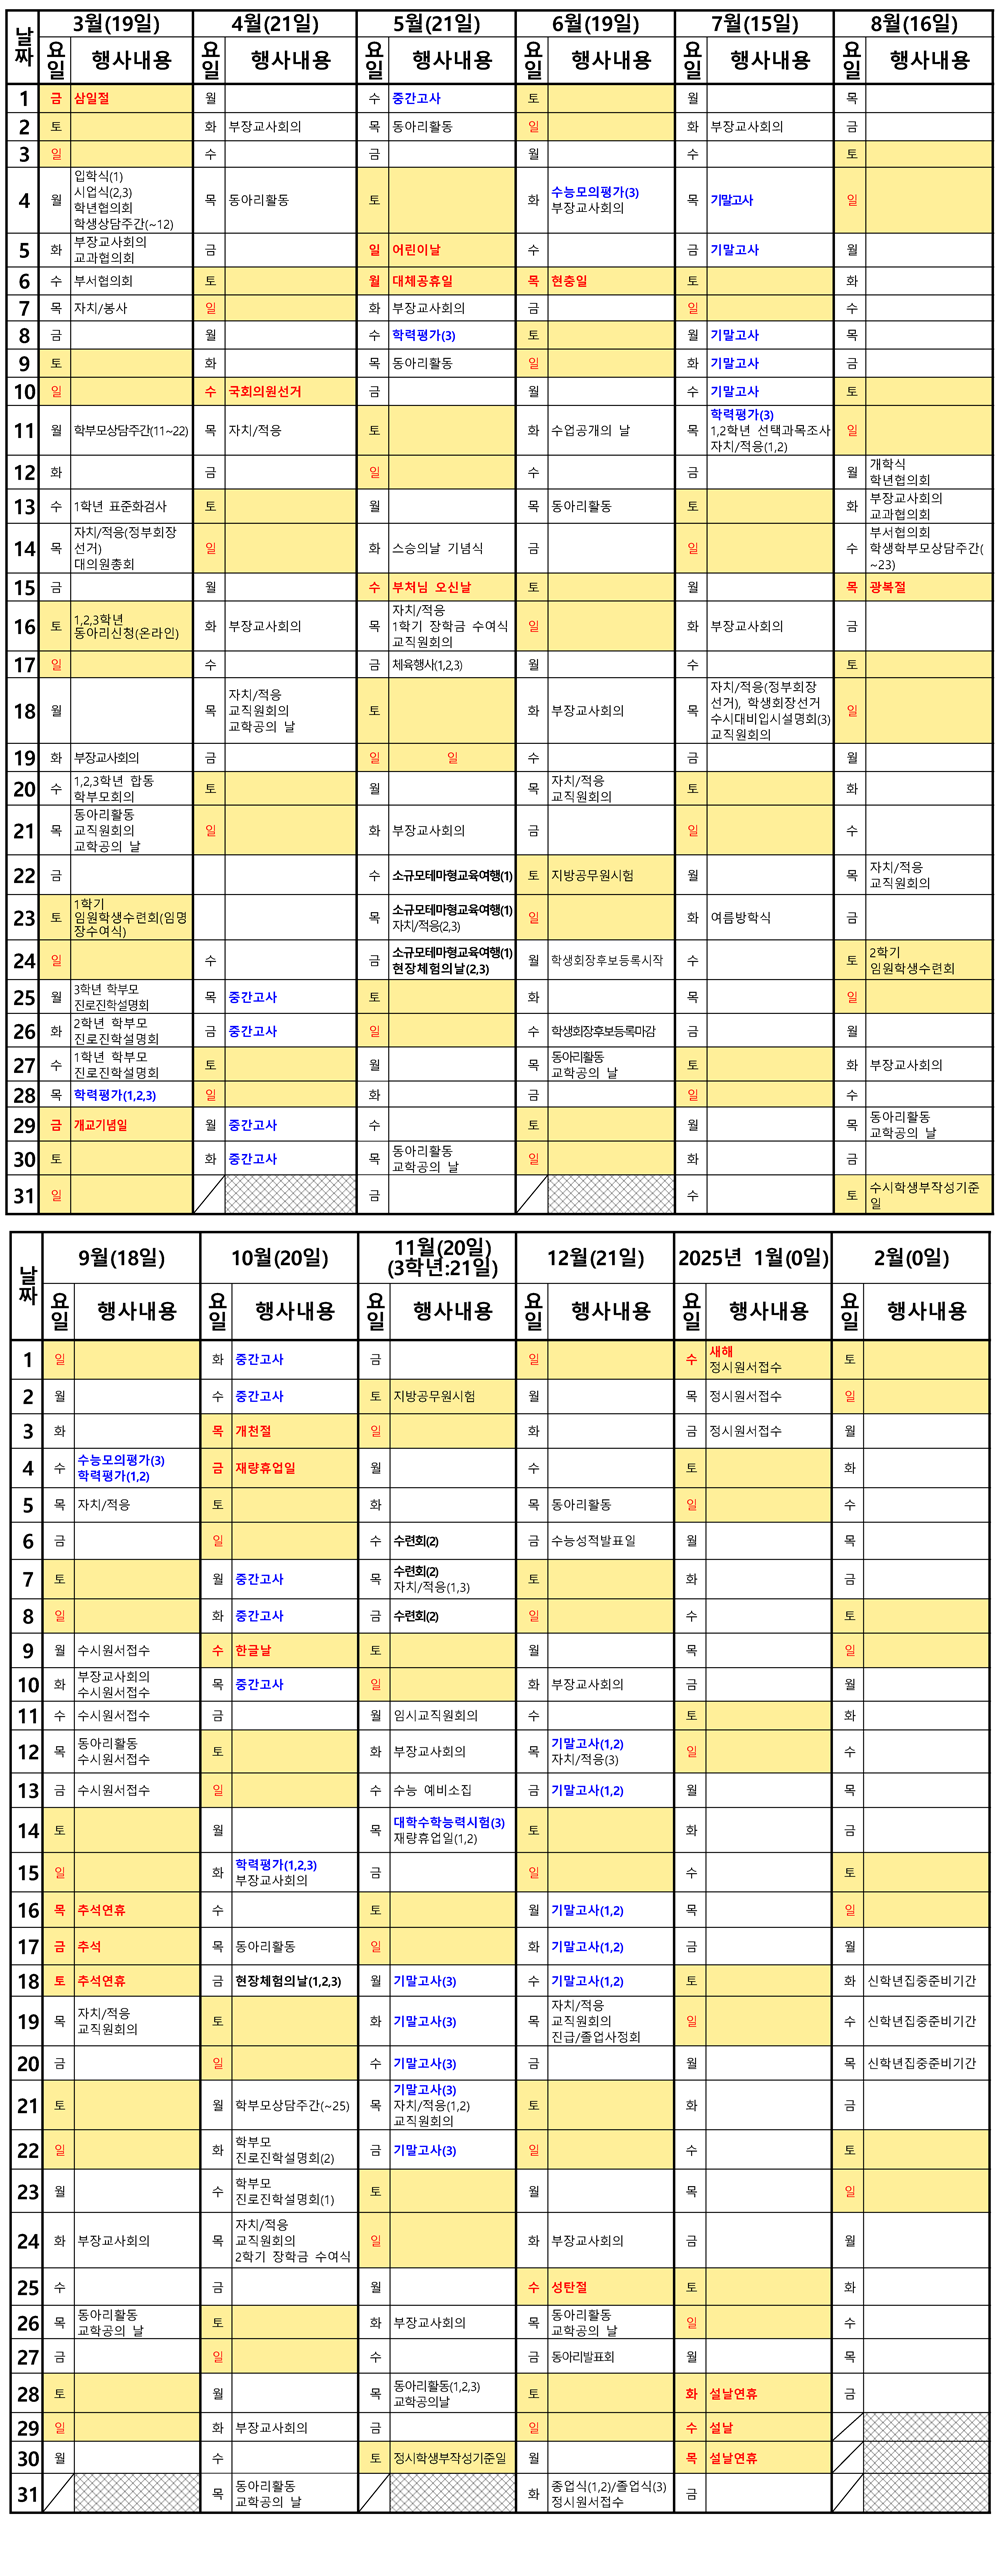 날짜 3월(19일) 4월(21일) 5월(21일) 6월(19일) 7월(15일) 8월(16일)
요일 행사내용 요일 행사내용 요일 행사내용 요일 행사내용 요일 행사내용 요일 행사내용
1 금 삼일절 월 수 중간고사 토 월 목
2 토 화 부장교사회의 목 동아리활동 일 화 부장교사회의 금
3 일 수 금 월 수 토
4 월 입학식(1) 시업식(2,3) 학년협의회 학생상담주간(~12) 목 동아리활동 토 화 수능모의평가(3) 부장교사회의 목 기말고사 일
5 화 부장교사회의 교과협의회 금 일 어린이날 수 금 기말고사 월
6 수 부서협의회 토 월 대체공휴일 목 현충일 토 화
7 목 자치/봉사 일 화 부장교사회의 금 일 수
8 금 월 수 학력평가(3) 토 월 기말고사 목
9 토 화 목 동아리활동 일 화 기말고사 금
10 일 수 국회의원선거 금 월 수 기말고사 토
11 월 학부모상담주간(11~22) 목 자치/적응 토 화 수업공개의 날 목 학력평가(3) 1,2학년 선택과목조사 자치/적응(1,2) 일
12 화 금 일 수 금 월 개학식 학년협의회
13 수 1학년 표준화검사 토 월 목 동아리활동 토 화 부장교사회의 교과협의회
14 목 자치/적응(정부회장 선거) 대의원총회 일 화 스승의날 기념식 금 일 수 부서협의회 학생학부모상담주간(~23)
15 금 월 수 부처님 오신날 토 월 목 광복절
16 토 1,2,3학년 동아리신청(온라인) 화 부장교사회의 목 자치/적응 1학기 장학금 수여식 교직원회의 일 화 부장교사회의 금
17 일 수 금 체육행사(1,2,3) 월 수 토
18 월 목 자치/적응 교직원회의 교학공의 날 토 화 부장교사회의 목 자치/적응(정부회장 선거), 학생회장선거 수시대비입시설명회(3) 교직원회의 일
19 화 부장교사회의 금 일 일 수 금 월
20 수 1,2,3학년 합동 학부모회의 토 월 목 자치/적응 교직원회의 토 화
21 목 동아리활동 교직원회의 교학공의 날 일 화 부장교사회의 금 일 수
22 금 수 소규모테마형교육여행(1) 토 지방공무원시험 월 목 자치/적응 교직원회의
23 토 1학기 임원학생수련회(임명장수여식) 목 소규모테마형교육여행(1) 자치/적응(2,3) 일 화 여름방학식 금
24 일 수 금 소규모테마형교육여행(1) 현장체험의날(2,3) 월 학생회장후보등록시작 수 토 2학기 임원학생수련회
25 월 3학년 학부모 진로진학설명회 목 중간고사 토 화 목 일
26 화 2학년 학부모 진로진학설명회 금 중간고사 일 수 학생회장후보등록마감 금 월
27 수 1학년 학부모 진로진학설명회 토 월 목 동아리활동 교학공의 날 토 화 부장교사회의
28 목 학력평가(1,2,3) 일 화 금 일 수
29 금 개교기념일 월 중간고사 수 토 월 목 동아리활동 교학공의 날
30 토 화 중간고사 목 동아리활동 교학공의 날 일 화 금
31 일 금 수 토 수시학생부작성기준일
날짜 9월(18일) 10월(20일) 11월(20일) (3학년:21일) 12월(21일) 2025년 1월(0일) 2월(0일)
요일 행사내용 요일 행사내용 요일 행사내용 요일 행사내용 요일 행사내용 요일 행사내용
1 일 화 중간고사 금 일 수 새해 정시원서접수 토
2 월 수 중간고사 토 지방공무원시험 월 목 정시원서접수 일
3 화 목 개천절 일 화 금 정시원서접수 월
4 수 수능모의평가(3) 학력평가(1,2) 금 재량휴업일 월 수 토 화
5 목 자치/적응 토 화 목 동아리활동 일 수
6 금 일 수 수련회(2) 금 수능성적발표일 월 목
7 토 월 중간고사 목 수련회(2) 자치/적응(1,3) 토 화 금
8 일 화 중간고사 금 수련회(2) 일 수 토
9 월 수시원서접수 수 한글날 토 월 목 일
10 화 부장교사회의 수시원서접수 목 중간고사 일 화 부장교사회의 금 월
11 수 수시원서접수 금 월 임시교직원회의 수 토 화
12 목 동아리활동 수시원서접수 토 화 부장교사회의 목 기말고사(1,2) 자치/적응(3) 일 수
13 금 수시원서접수 일 수 수능 예비소집 금 기말고사(1,2) 월 목
14 토 월 목 대학수학능력시험(3) 재량휴업일(1,2) 토 화 금
15 일 화 학력평가(1,2,3) 부장교사회의 금 일 수 토
16 목 추석연휴 수 토 월 기말고사(1,2) 목 일
17 금 추석 목 동아리활동 일 화 기말고사(1,2) 금 월
18 토 추석연휴 금 현장체험의날(1,2,3) 월 기말고사(3) 수 기말고사(1,2) 토 화 신학년집중준비기간
19 목 자치/적응 교직원회의 토 화 기말고사(3) 목 자치/적응 교직원회의 진급/졸업사정회 일 수 신학년집중준비기간
20 금 일 수 기말고사(3) 금 월 목 신학년집중준비기간
21 토 월 학부모상담주간(~25) 목 기말고사(3) 자치/적응(1,2) 교직원회의 토 화 금
22 일 화 학부모 진로진학설명회(2) 금 기말고사(3) 일 수 토
23 월 수 학부모 진로진학설명회(1) 토 월 목 일
24 화 부장교사회의 목 자치/적응 교직원회의 2학기 장학금 수여식 일 화 부장교사회의 금 월
25 수 금 월 수 성탄절 토 화
26 목 동아리활동 교학공의 날 토 화 부장교사회의 목 동아리활동 교학공의 날 일 수
27 금 일 수 금 동아리발표회 월 목
28 토 월 목 동아리활동(1,2,3) 교학공의날 토 화 설날연휴 금
29 일 화 부장교사회의 금 일 수 설날
30 월 수 토 정시학생부작성기준일 월 목 설날연휴
31 목 동아리활동 교학공의 날 화 종업식(1,2)/졸업식(3) 정시원서접수 금